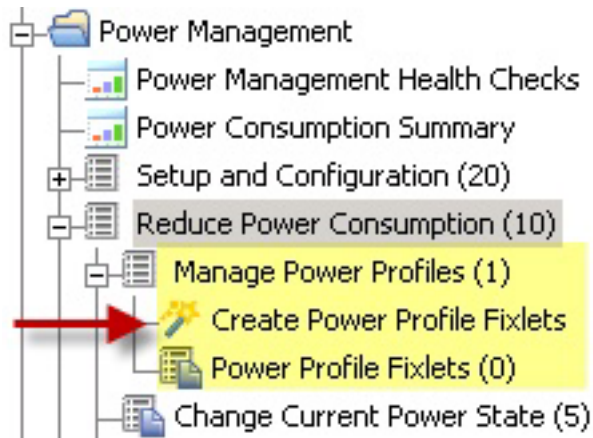 Power Management
Power Management Health Checks
Power Consumption Summary
Setup and Configuration (20)
Reduce Power Consumption (10)
Manage Power Profiles (1)
Create Power Profile Fixlets
Power Profile Fixlets (0)
Change Current Power State (5)